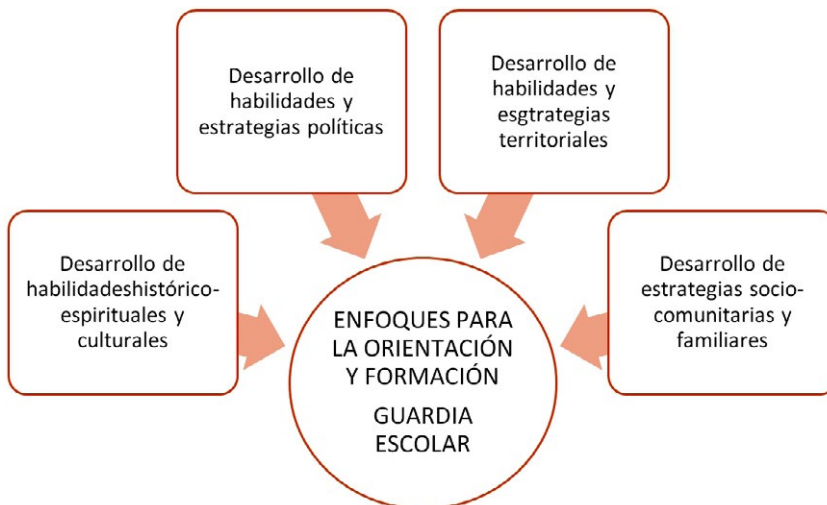 Desarrollo de
habilidades y
estrategias políticas
Desarrollo de
habilidades y
esgtrategias
territoriales
Desarrollo de
habilidadeshistórico-
espirituales y
culturales
Desarrollo de
estrategias socio-
comunitarias y
familiares
ENFOQUES PARA
LA ORIENTACIÓN
Y FORMACIÓN
GUARDIA
ESCOLAR